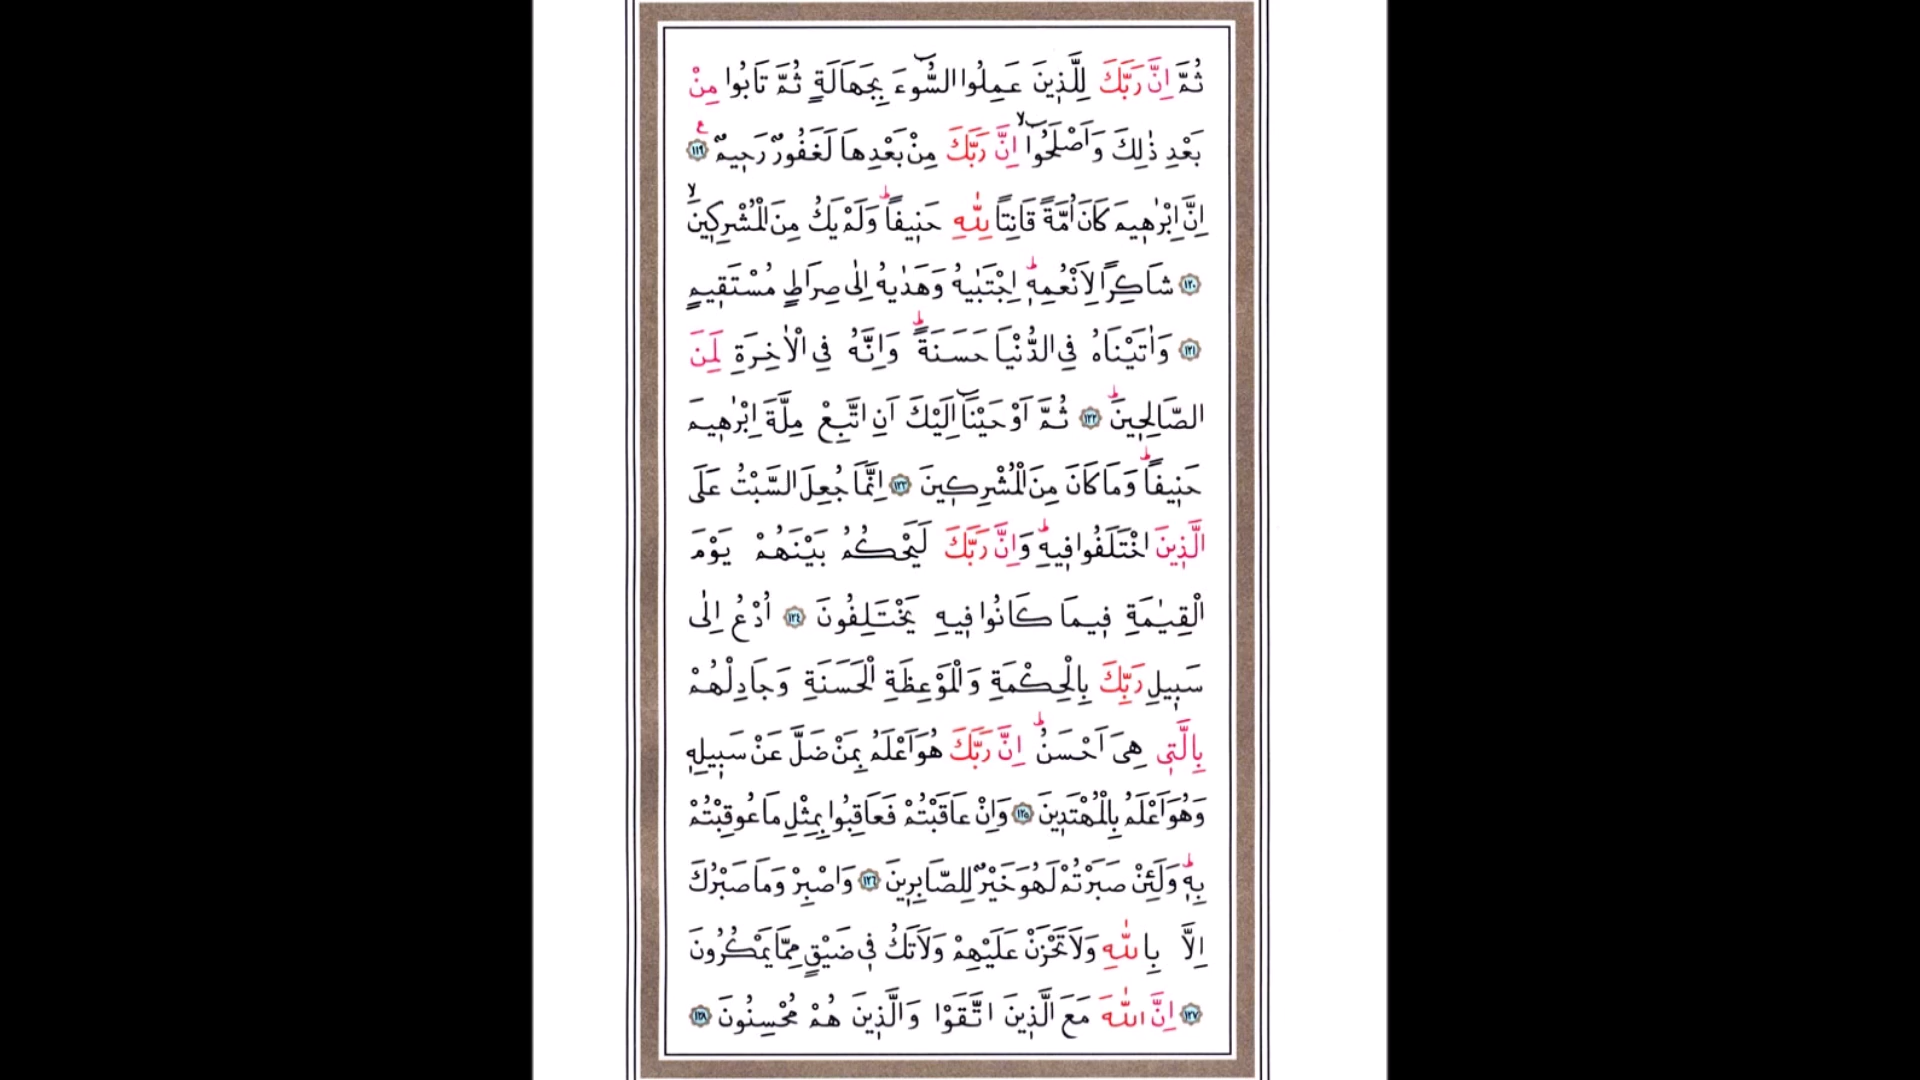 ثُمَّ اِنَّ رَبَّكَ لِلَّذ۪ينَ عَمِلُوا السُّٓوءَ بِجَهَالَةٍ ثُمَّ تَابُوا مِنْ
بَعْدِ ذٰلِكَ وَاَصْلَحُٓواۙ اِنَّ رَبَّكَ مِنْ بَعْدِهَا لَغَفُورٌ رَح۪يمٌ ﴿١١٩﴾ ع
اِنَّ اِبْرٰه۪يمَ كَانَ اُمَّةً قَانِتًا لِلّٰهِ حَن۪يفًاۜ وَلَمْ يَكُ مِنَ الْمُشْرِك۪ينَۙ
﴿١٢٠﴾ شَاكِرًا لِاَنْعُمِه۪ۜ اِجْتَبٰيهُ وَهَدٰيهُ اِلٰى صِرَاطٍ مُسْتَق۪يمٍ
﴿١٢١﴾ وَاٰتَيْنَاهُ فِي الدُّنْيَا حَسَنَةًۜ وَاِنَّهُ فِي الْاٰخِرَةِ لَمِنَ
الصَّالِح۪ينَۜ ﴿١٢٢﴾ ثُمَّ اَوْحَيْنَٓا اِلَيْكَ اَنِ اتَّبِعْ مِلَّةَ اِبْرٰه۪يمَ
حَن۪يفًاۜ وَمَا كَانَ مِنَ الْمُشْرِك۪ينَ ﴿١٢٣﴾ اِنَّمَا جُعِلَ السَّبْتُ عَلَى
الَّذ۪ينَ اخْتَلَفُوا ف۪يهِۜ وَاِنَّ رَبَّكَ لَيَحْكُمُ بَيْنَهُمْ يَوْمَ
الْقِيٰمَةِ ف۪يمَا كَانُوا ف۪يهِ يَخْتَلِفُونَ ﴿١٢٤﴾ اُدْعُ اِلٰى
سَب۪يلِ رَبِّكَ بِالْحِكْمَةِ وَالْمَوْعِظَةِ الْحَسَنَةِ وَجَادِلْهُمْ
بِالَّت۪ي هِيَ اَحْسَنُۜ اِنَّ رَبَّكَ هُوَ اَعْلَمُ بِمَنْ ضَلَّ عَنْ سَب۪يلِه۪
وَهُوَ اَعْلَمُ بِالْمُهْتَد۪ينَ ﴿١٢٥﴾ وَاِنْ عَاقَبْتُمْ فَعَاقِبُوا بِمِثْلِ مَا عُوقِبْتُمْ
بِه۪ۜ وَلَئِنْ صَبَرْتُمْ لَهُوَ خَيْرٌ لِلصَّابِر۪ينَ ﴿١٢٦﴾ وَاصْبِرْ وَمَا صَبْرُكَ
اِلَّا بِاللّٰهِ وَلَا تَحْزَنْ عَلَيْهِمْ وَلَا تَكُ ف۪ي ضَيْقٍ مِمَّا يَمْكُرُونَ
﴿١٢٧﴾ اِنَّ اللّٰهَ مَعَ الَّذ۪ينَ اتَّقَوْا وَالَّذ۪ينَ هُمْ مُحْسِنُونَ ﴿١٢٨﴾